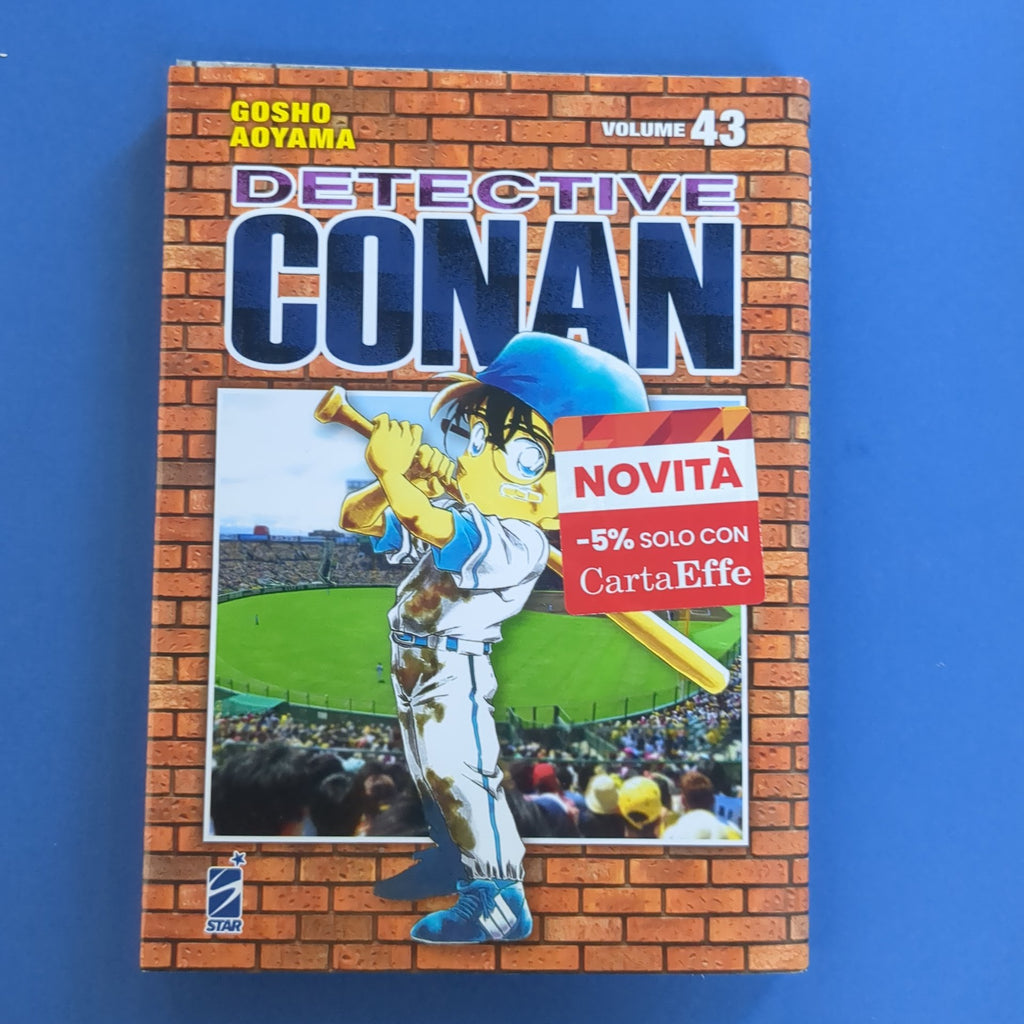 GOSHO
AOYAMA
VOLUME 43
DETECTIVE
CONAN
NOVITÀ
-5% SOLO CON
CartaEffe
STAR